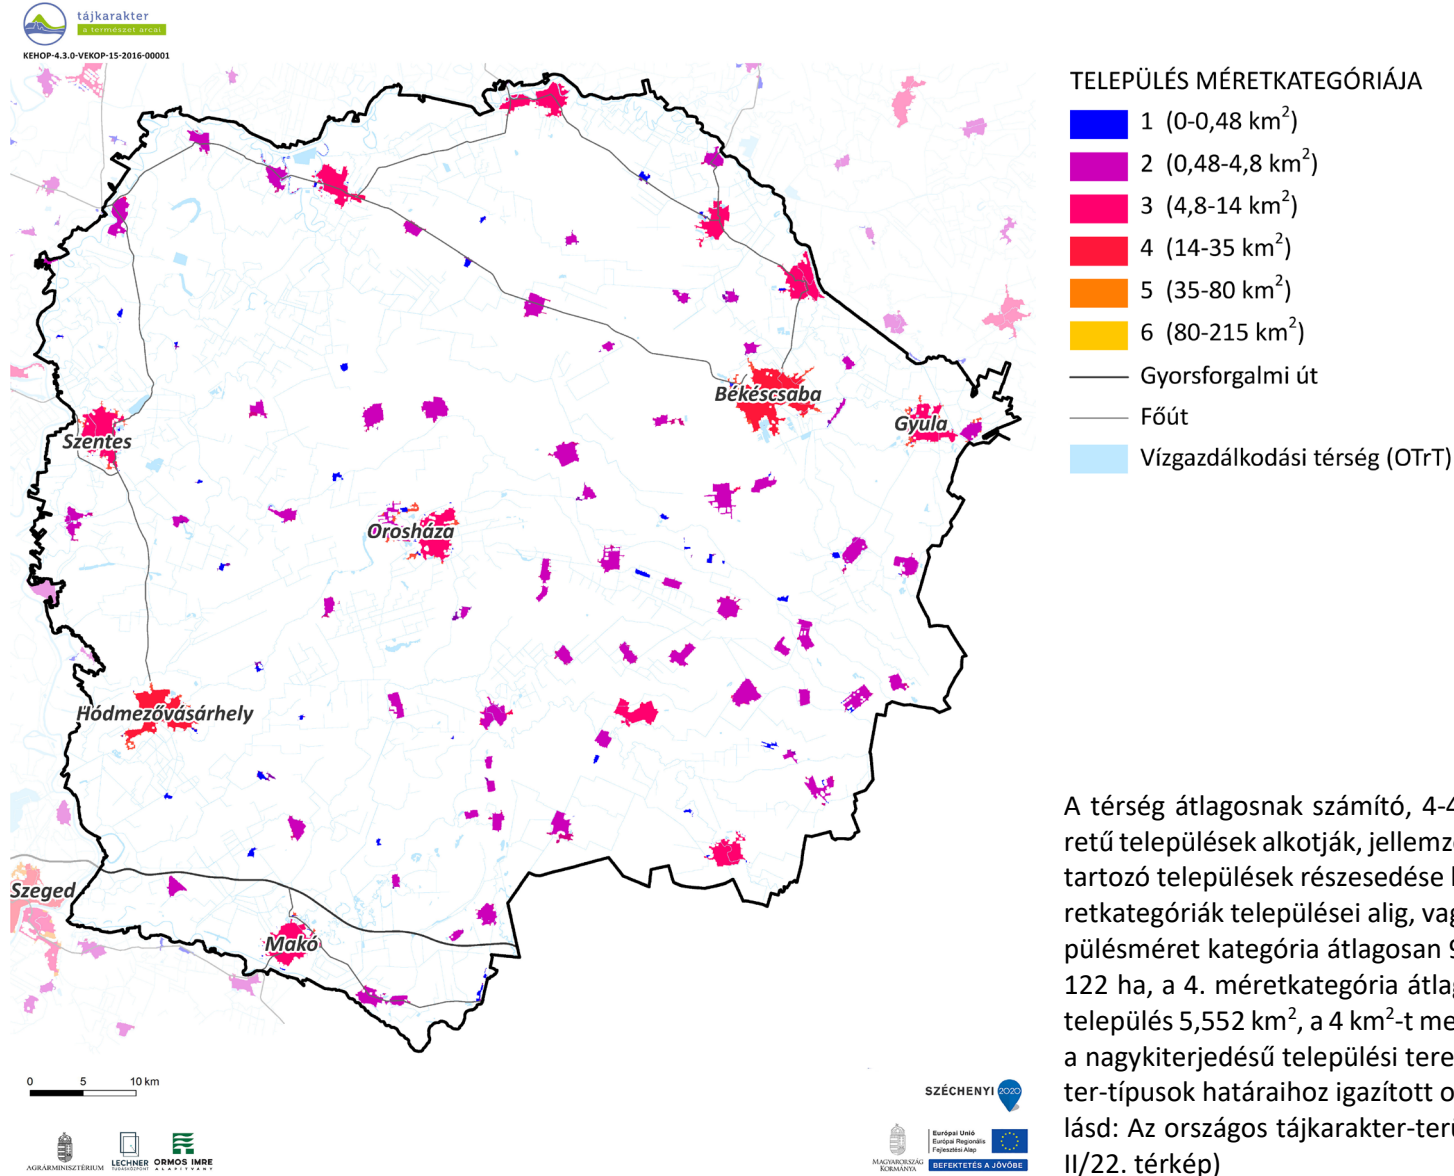 tájkarakter
a természet arcai
KEHOP-4.3.0-VEKOP-15-2016-00001
TELEPÜLÉS MÉRETKATEGÓRIÁJA
1 (0-0,48 km²)
2 (0,48-4,8 km²)
3 (4,8-14 km²)
4 (14-35 km²)
5 (35-80 km²)
6 (80-215 km²)
Gyorsforgalmi út
Főút
Vízgazdálkodási térség (OTrT)
Békéscsaba
Gyula
Szentes
Orosháza
Hódmezővásárhely
Szeged
Makó
A térség átlagosnak számító, 4-4
retű települések alkotják, jellemz
tartozó települések részesedése
retkategóriák települései alig, va
pülésméret kategória átlagosan 9
122 ha, a 4. méretkategória átla
település 5,552 km², a 4 km²-t me
a nagykiterjedésű települési tere
ter-típusok határaihoz igazított o
lásd: Az országos tájkarakter-ter
II/22. térkép)
0 5 10 km
AGRÁRMINISZTÉRIUM
LECHNER
TUDÁSKÖZPONT
ORMOS IMRE
ALAPÍTVÁNY
SZÉCHENYI 2020
MAGYARORSZÁG
KORMÁNYA
Európai Unió
Európai Regionális
Fejlesztési Alap
BEFEKTETÉS A JÖVŐBE